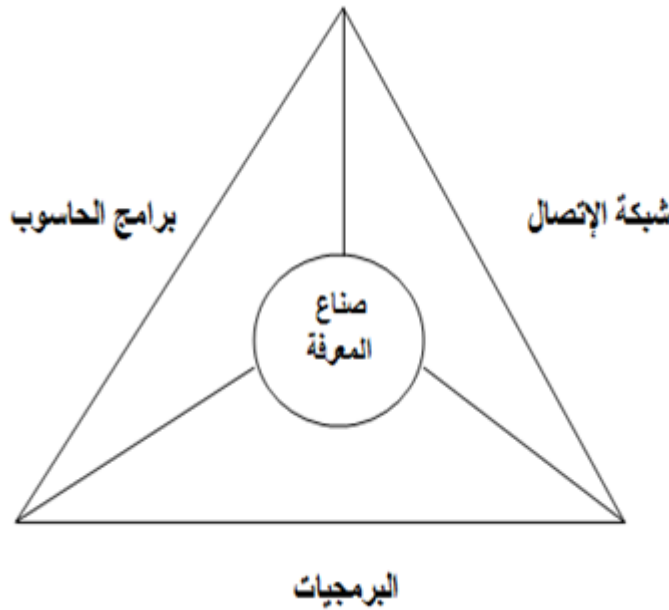 شبكة الإتصال
برامج الحاسوب
صناع
المعرفة
البرمجيات